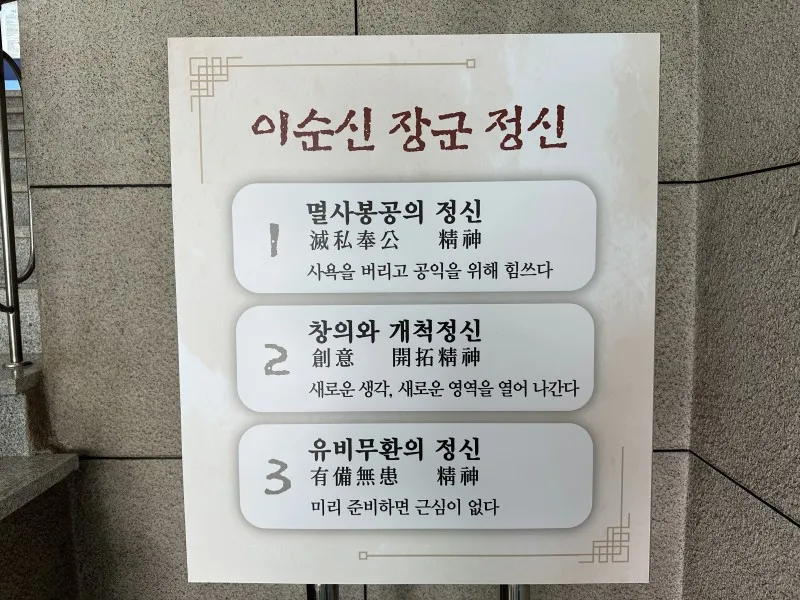 이순신 장군 정신
1
멸사봉공의 정신
滅私奉公 精神
사욕을 버리고 공익을 위해 힘쓰다
2
창의와 개척정신
創意 開拓精神
새로운 생각, 새로운 영역을 열어 나간다
3
유비무환의 정신
有備無患 精神
미리 준비하면 근심이 없다